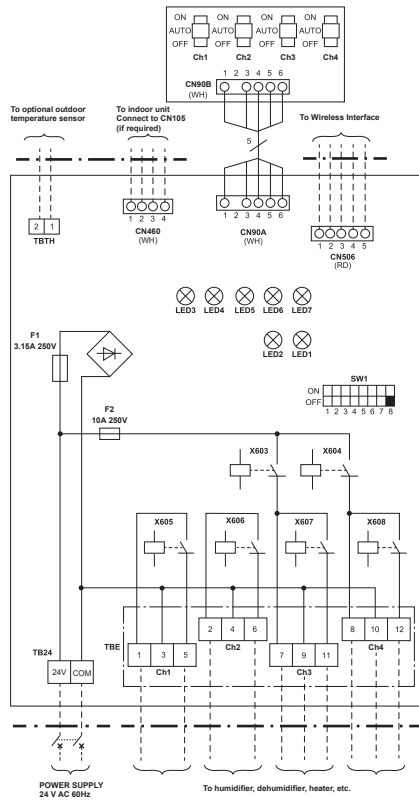 ON ON ON ON
AUTO AUTO AUTO AUTO
OFF OFF OFF OFF
Ch1 Ch2 Ch3 Ch4
CN90B
(WH)
1 2 3 4 5 6
To optional outdoor
temperature sensor
To indoor unit
Connect to CN105
(if required)
To Wireless Interface
5
2 1
TBTH
1 2 3 4
CN460
(WH)
1 2 3 4 5 6
CN90A
(WH)
1 2 3 4 5
CN506
(RD)
LED3 LED4 LED5 LED6 LED7
LED2 LED1
F1
3.15A 250V
SW1
ON
OFF
1 2 3 4 5 6 7 8
F2
10A 250V
X603 X604
X605 X606 X607 X608
TBE
1 3 5
Ch1
2 4 6
Ch2
7 9 11
Ch3
8 10 12
Ch4
TB24
24V COM
POWER SUPPLY
24 V AC 60Hz
To humidifier, dehumidifier, heater, etc.